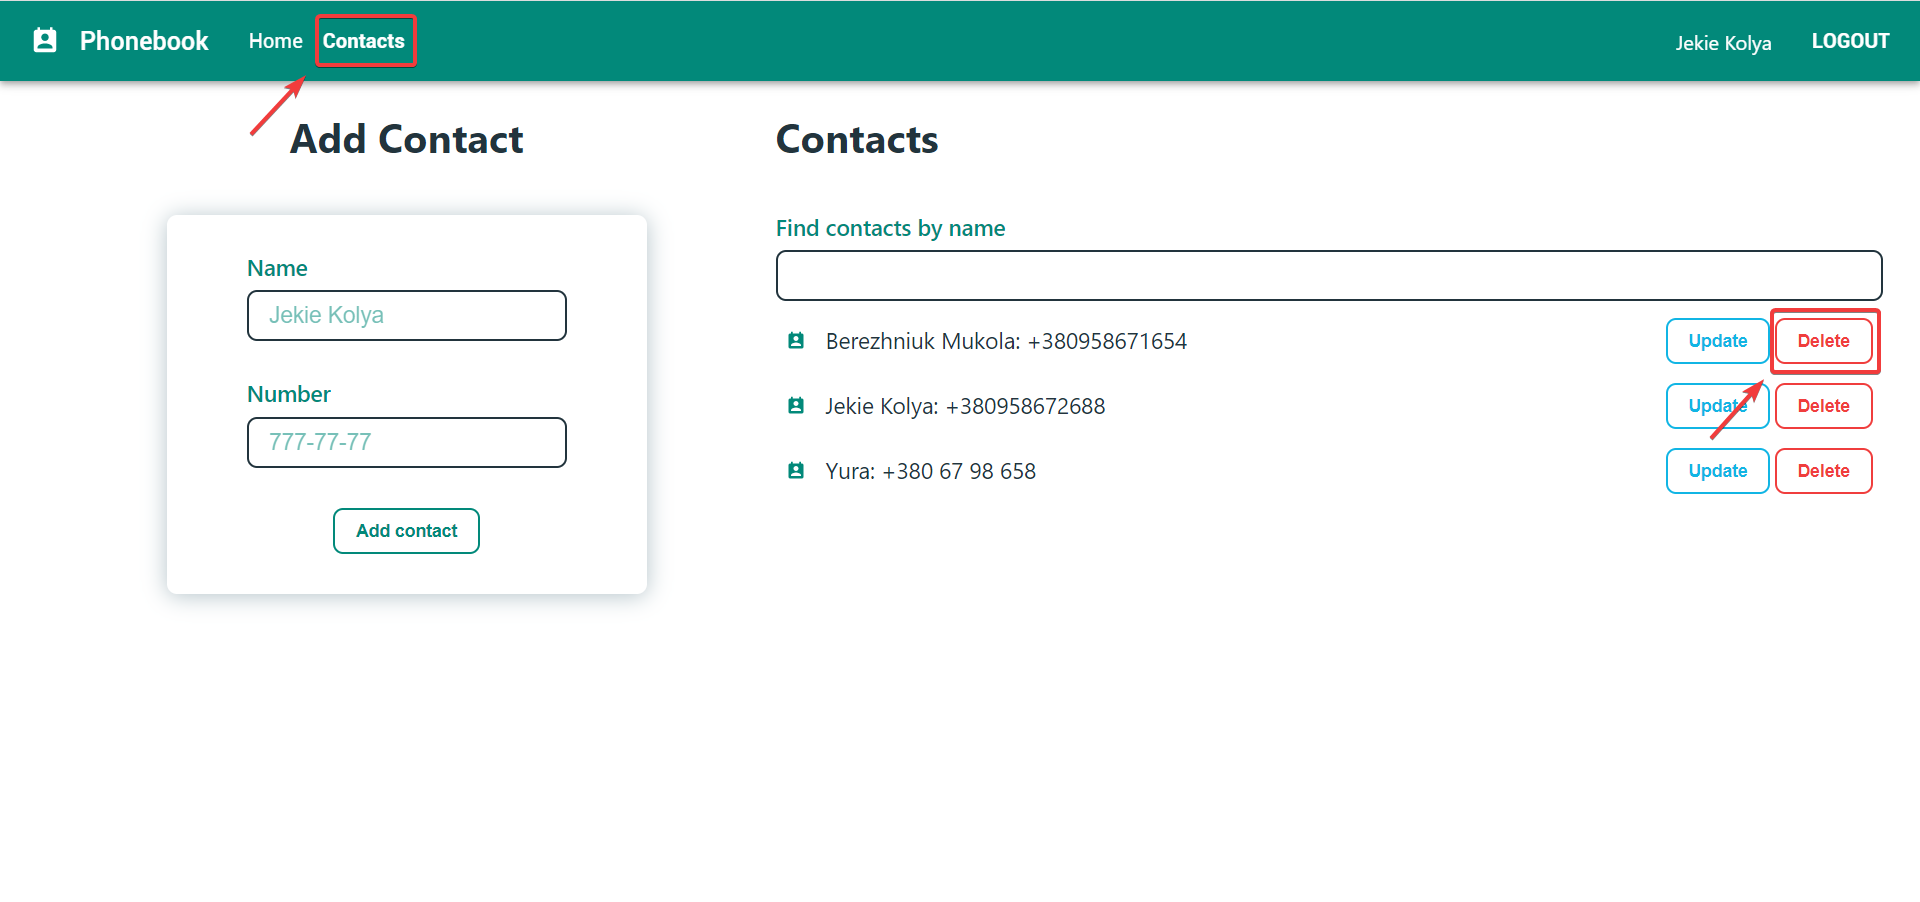 Phonebook Home Contacts Jekie Kolya LOGOUT
Add Contact
Name
Jekie Kolya
Number
777-77-77
Add contact
Contacts
Find contacts by name
Berezhniuk Mukola: +380958671654 Update Delete
Jekie Kolya: +380958672688 Update Delete
Yura: +380 67 98 658 Update Delete